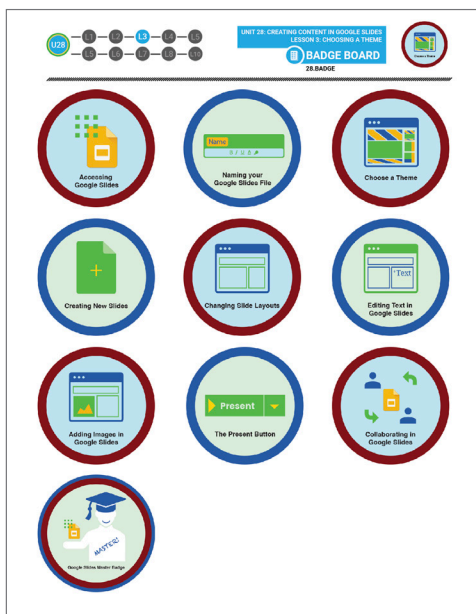 U28
L1
L2
L3
L4
L5
L5
L6
L7
L8
L10
UNIT 28: CREATING CONTENT IN GOOGLE SLIDES
LESSON 3: CHOOSING A THEME
BADGE BOARD
28.BADGE
Choose a Theme
Accessing
Google Slides
Name
Naming your
Google Slides File
Choose a Theme
Creating New Slides
Changing Slide Layouts
Text
Editing Text in
Google Slides
Adding Images in
Google Slides
Present
The Present Button
Collaborating in
Google Slides
MASTER!
Google Slides Master Badge